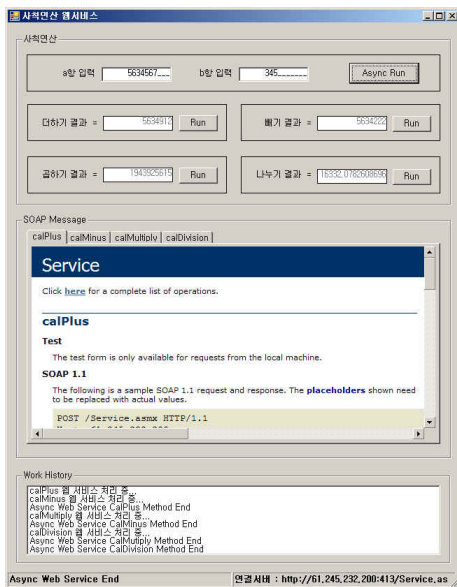 사칙연산 웹서비스
사칙연산
a항 입력 5634567___ b항 입력 345_______ Async Run
더하기 결과 = 5634912 Run 빼기 결과 = 5634222 Run
곱하기 결과 = 1943925615 Run 나누기 결과 = 16332,0782608696 Run
SOAP Message
calPlus calMinus calMultiply calDivision
Service
Click here for a complete list of operations.
calPlus
Test
The test form is only available for requests from the local machine.
SOAP 1.1
The following is a sample SOAP 1.1 request and response. The placeholders shown need
to be replaced with actual values.
POST /Service.asmx HTTP/1.1
Work History
calPlus 웹 서비스 처리 중...
calMinus 웹 서비스 처리 중...
Async Web Service CalPlus Method End
calMultiply 웹 서비스 처리 중...
Async Web Service CalMinus Method End
calDivision 웹 서비스 처리 중...
Async Web Service CalMutiply Method End
Async Web Service CalDivision Method End
Async Web Service End 연결서버 : http://61,245,232,200:413/Service,as